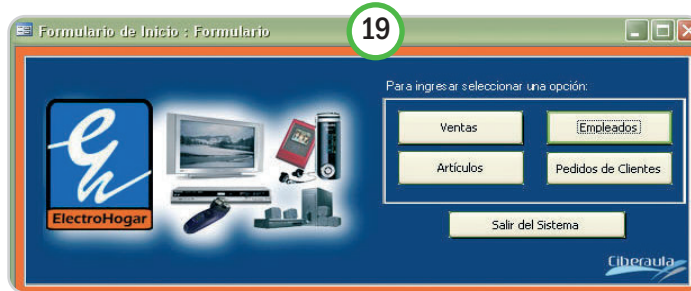 Formulario de Inicio : Formulario
19
Para ingresar seleccionar una opción:
Ventas
Empleados
Artículos
Pedidos de Clientes
eh
ElectroHogar
Salir del Sistema
Ciberaula